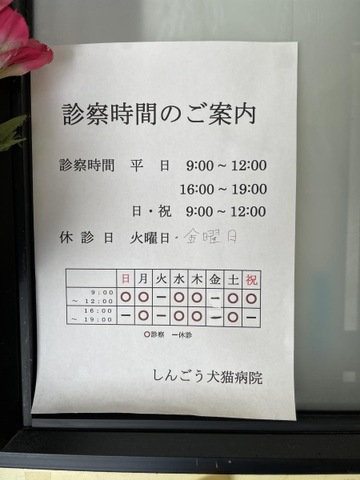 診察時間のご案内
診察時間 平 日 9:00～12:00
16:00～19:00
日・祝 9:00～12:00
休 診 日 火曜日・金曜日
日 月 火 水 木 金 土 祝
9:00 ～ 12:00 〇 〇 ー 〇 〇 ー 〇 〇
16:00 ～ 19:00 ー 〇 ー 〇 〇 ー 〇 ー
〇診察 ー休診
しんごう犬猫病院